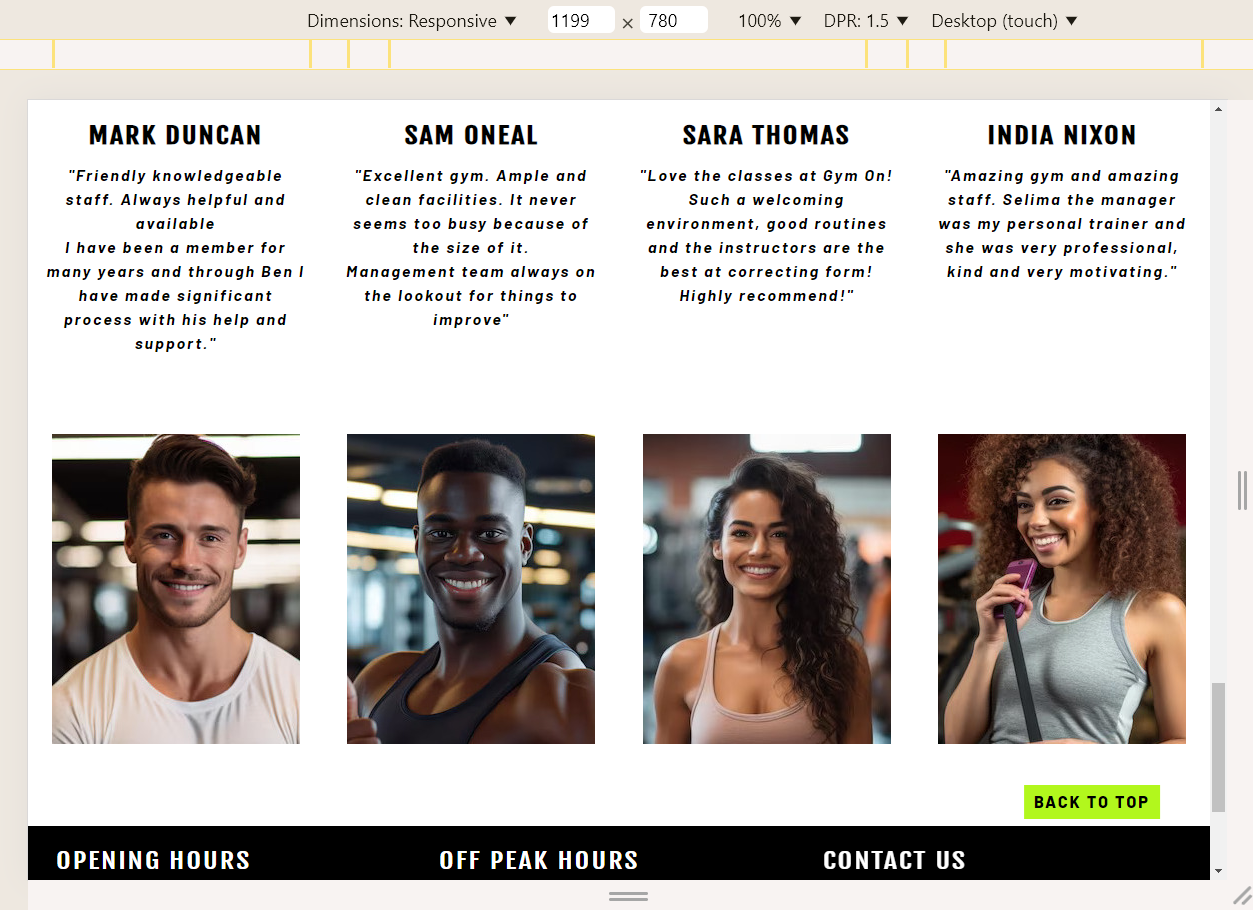 Dimensions: Responsive ▼ 1199 × 780 100% ▼ DPR: 1.5 ▼ Desktop (touch) ▼
MARK DUNCAN
"Friendly knowledgeable
staff. Always helpful and
available
I have been a member for
many years and through Ben I
have made significant
process with his help and
support."
SAM ONEAL
"Excellent gym. Ample and
clean facilities. It never
seems too busy because of
the size of it.
Management team always on
the lookout for things to
improve"
SARA THOMAS
"Love the classes at Gym On!
Such a welcoming
environment, good routines
and the instructors are the
best at correcting form!
Highly recommend!"
INDIA NIXON
"Amazing gym and amazing
staff. Selima the manager
was my personal trainer and
she was very professional,
kind and very motivating."
BACK TO TOP
OPENING HOURS
OFF PEAK HOURS
CONTACT US